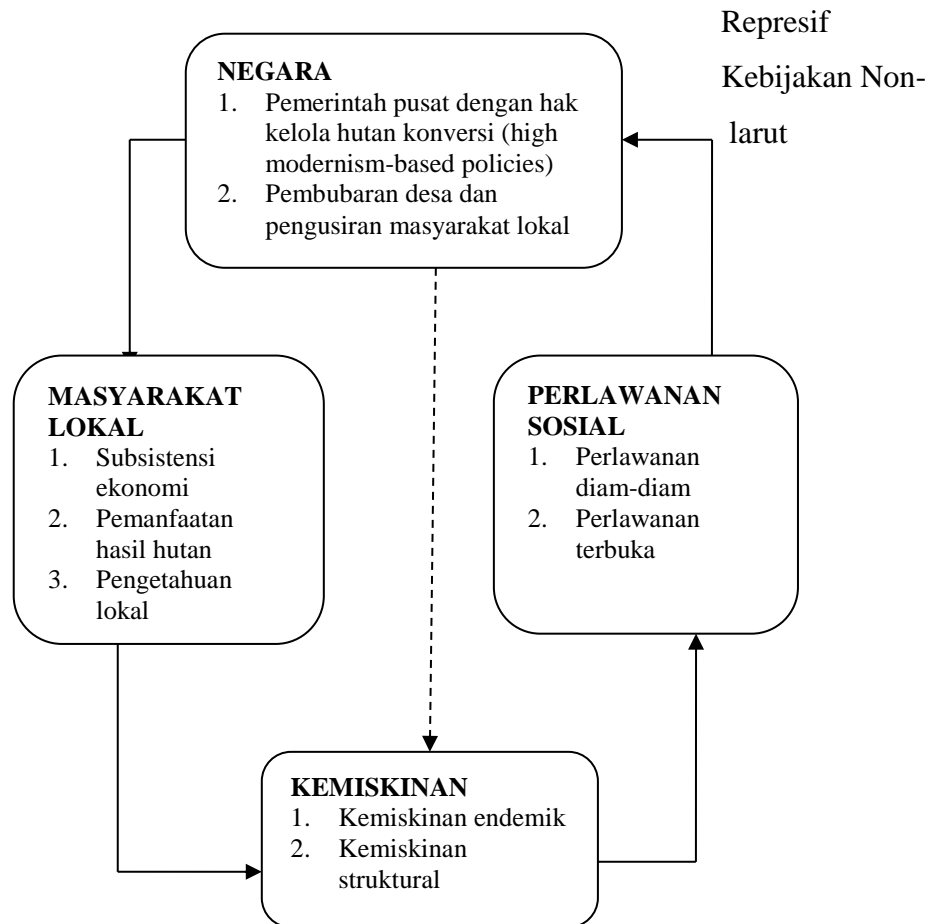 Represif
Kebijakan Non-
larut
NEGARA
1. Pemerintah pusat dengan hak
kelola hutan konversi (high
modernism-based policies)
2. Pembubaran desa dan
pengusiran masyarakat lokal
MASYARAKAT
LOKAL
1. Subsistensi
ekonomi
2. Pemanfaatan
hasil hutan
3. Pengetahuan
lokal
PERLAWANAN
SOSIAL
1. Perlawanan
diam-diam
2. Perlawanan
terbuka
KEMISKINAN
1. Kemiskinan endemik
2. Kemiskinan
struktural